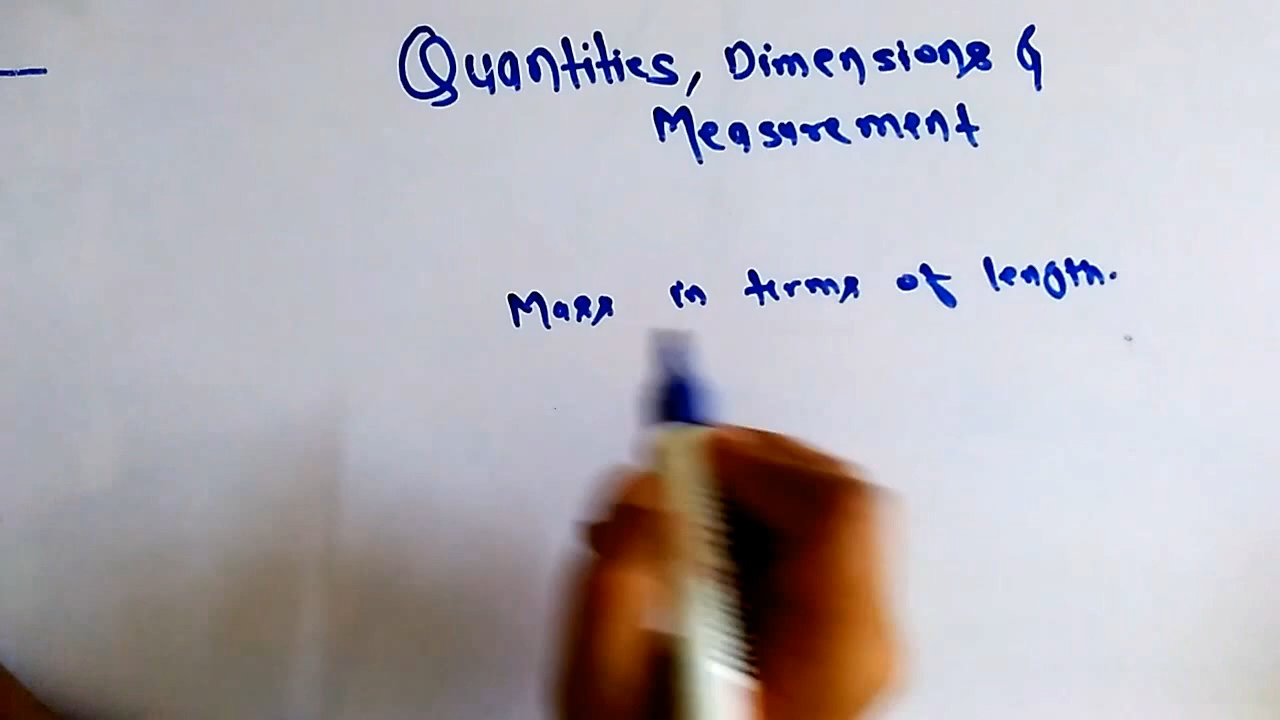 Quantities, Dimensions &
Measurement
Mass in terms of length.